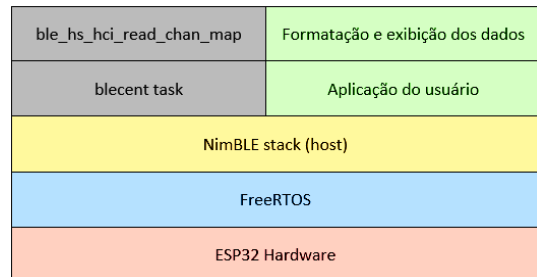 ble_hs_hci_read_chan_map
Formatação e exibição dos dados
blecent task
Aplicação do usuário
NimBLE stack (host)
FreeRTOS
ESP32 Hardware